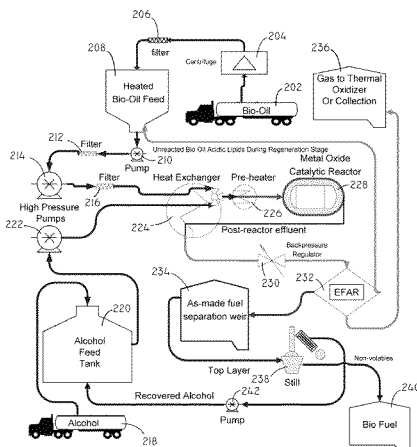 206
filter
208
204
Centrifuge
Heated
Bio-Oil Feed
202
Bio-Oil
236
Gas to Thermal
Oxidizer
Or Collection
212
Filter
210
Pump
Unreacted Bio Oil Acidic Lipids During Regeneration Stage
214
Filter
216
High Pressure
Pumps
222
Heat Exchanger
224
Pre-heater
226
Metal Oxide
Catalytic Reactor
228
Post-reactor effluent
Backpressure
Regulator
230
232
EFAR
234
As-made fuel
separation weir
220
Alcohol
Feed
Tank
Top Layer
238
Still
Non-volatiles
240
Recovered Alcohol
242
Pump
Bio Fuel
Alcohol
218